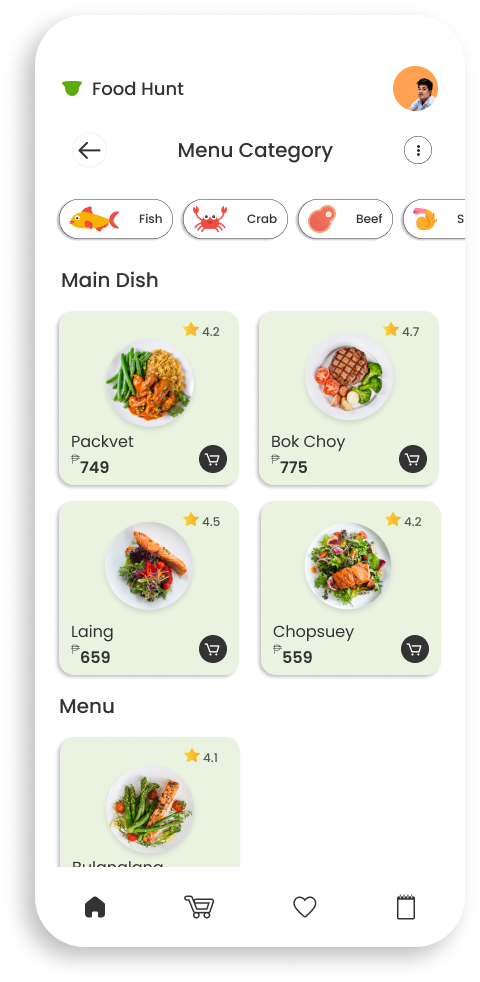 Food Hunt
Menu Category
Fish
Crab
Beef
S
Main Dish
4.2
Packvet
₱749
4.7
Bok Choy
₱775
4.5
Laing
₱659
4.2
Chopsuey
₱559
Menu
4.1
Bulanglang